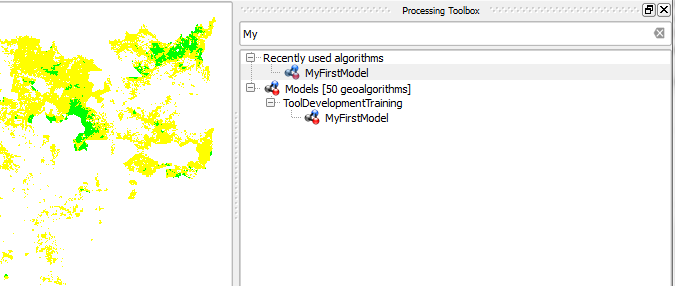 Processing Toolbox
My
Recently used algorithms
MyFirstModel
Models [50 geoalgorithms]
ToolDevelopmentTraining
MyFirstModel